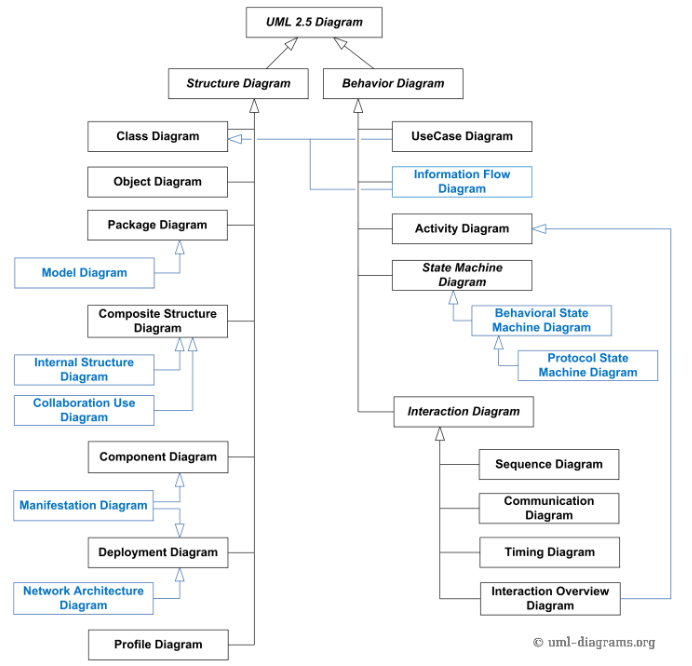 UML 2.5 Diagram
Structure Diagram
Behavior Diagram
Class Diagram
UseCase Diagram
Object Diagram
Information Flow
Diagram
Package Diagram
Activity Diagram
Model Diagram
State Machine
Diagram
Composite Structure
Diagram
Behavioral State
Machine Diagram
Internal Structure
Diagram
Protocol State
Machine Diagram
Collaboration Use
Diagram
Interaction Diagram
Component Diagram
Sequence Diagram
Manifestation Diagram
Communication
Diagram
Deployment Diagram
Timing Diagram
Network Architecture
Diagram
Interaction Overview
Diagram
Profile Diagram
© uml-diagrams.org